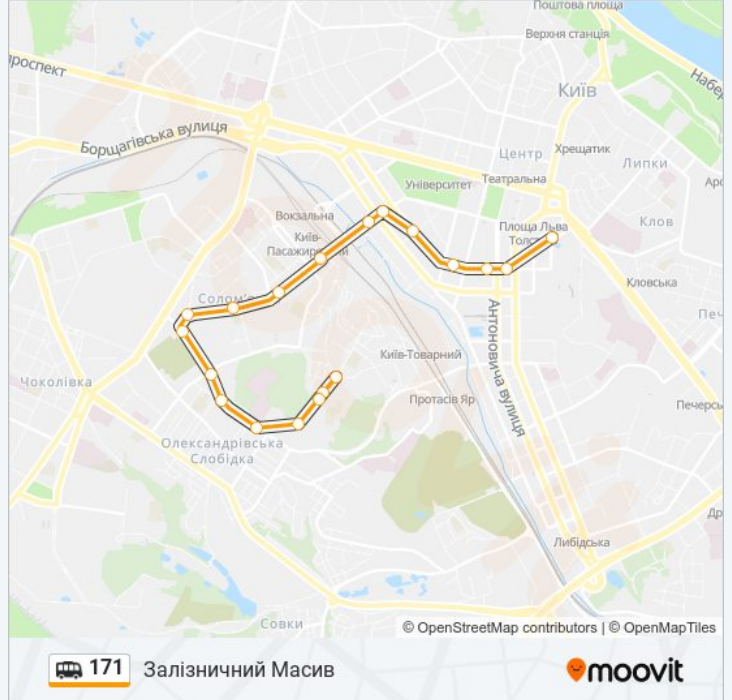 Поштова площа
Верхня станція
проспект
Набер
Київ
Борщагівська вулиця
Центр
Хрещатик
Липки
Театральна
Університет
Аро
Вокзальна
Клов
Площа Льва
Толс
Київ-
Пасажирський
Кловська
Солом'
Печ
Антоновича вулиця
Київ-Товарний
Чоколівка
Протасів Яр
Печерсь
Олександрівська
Слобідка
Др
Либідська
Совки
© OpenStreetMap contributors | © OpenMapTiles
171 Залізничний Масив
moovit